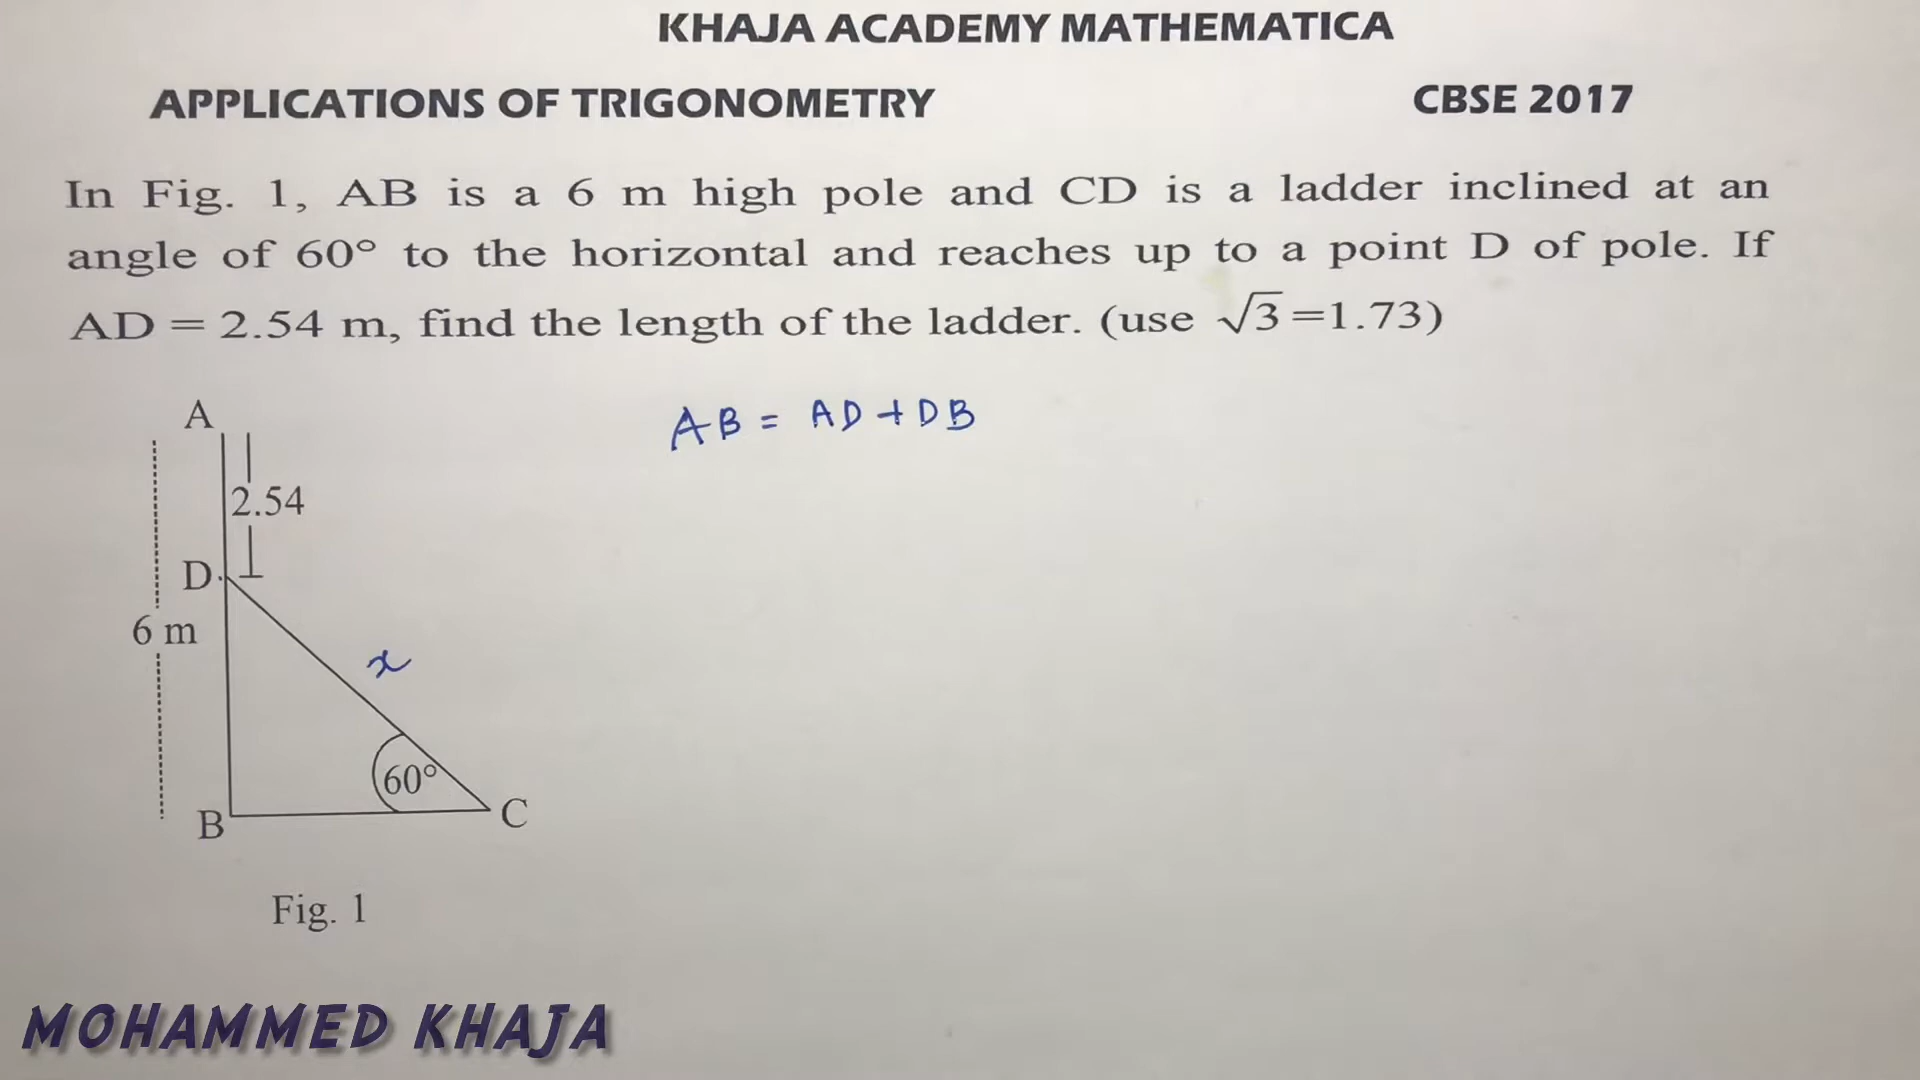 KHAJA ACADEMY MATHEMATICA
APPLICATIONS OF TRIGONOMETRY
CBSE 2017
In Fig. 1, AB is a 6 m high pole and CD is a ladder inclined at an
angle of 60° to the horizontal and reaches up to a point D of pole. If
AD = 2.54 m, find the length of the ladder. (use √3=1.73)
AB = AD + DB
A
2.54
D
6 m
x
60°
B
C
Fig. 1
MOHAMMED KHAJA